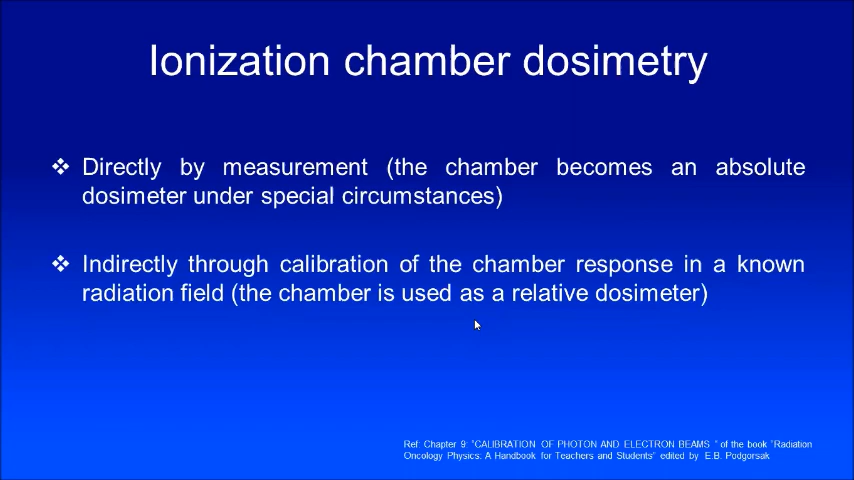 Ionization chamber dosimetry
❖ Directly by measurement (the chamber becomes an absolute
dosimeter under special circumstances)
❖ Indirectly through calibration of the chamber response in a known
radiation field (the chamber is used as a relative dosimeter)
Ref: Chapter 9: "CALIBRATION OF PHOTON AND ELECTRON BEAMS " of the book "Radiation
Oncology Physics: A Handbook for Teachers and Students" edited by E.B. Podgorsak